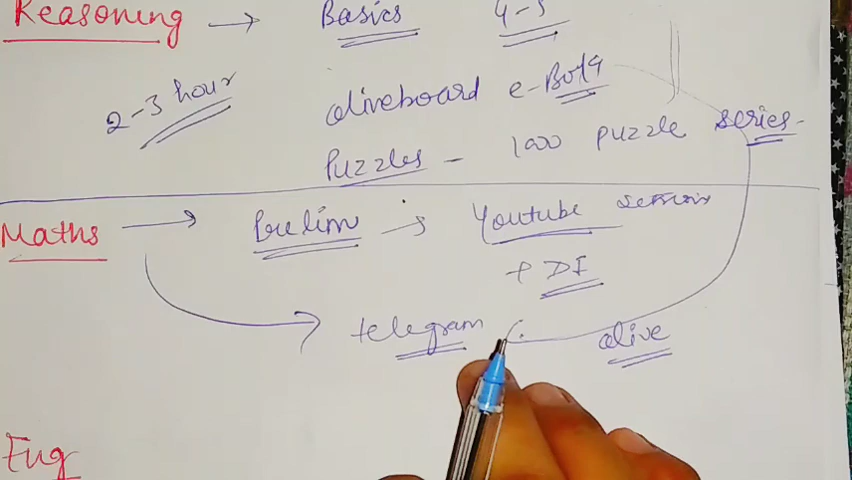 Reasoning → Basics 4-5
2-3 hour
oliveboard e-Book
Puzzles - 1000 puzzle series-
Maths → Prelim → Youtube session
+ DI
telegram olive
Eng